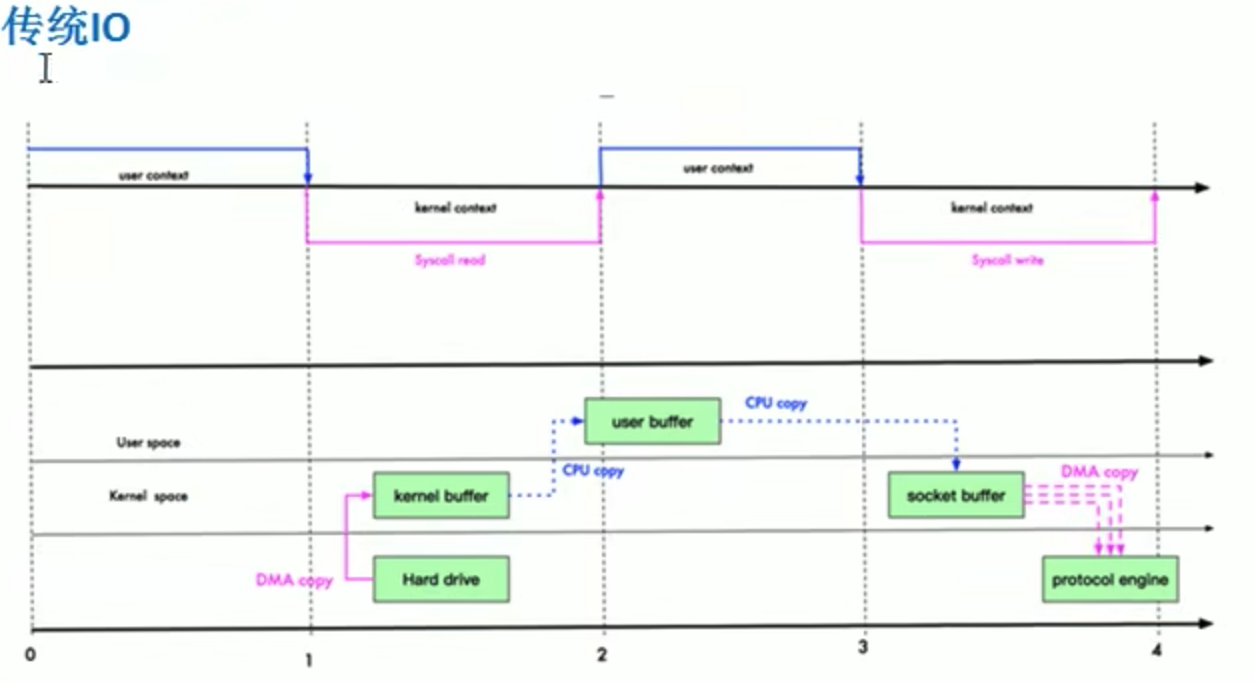 传统IO
user context
user context
kernel context
kernel context
Syscall read
Syscall write
user buffer
CPU copy
User space
CPU copy
DMA copy
Kernel space
kernel buffer
socket buffer
DMA copy
Hard drive
protocol engine
0
1
2
3
4